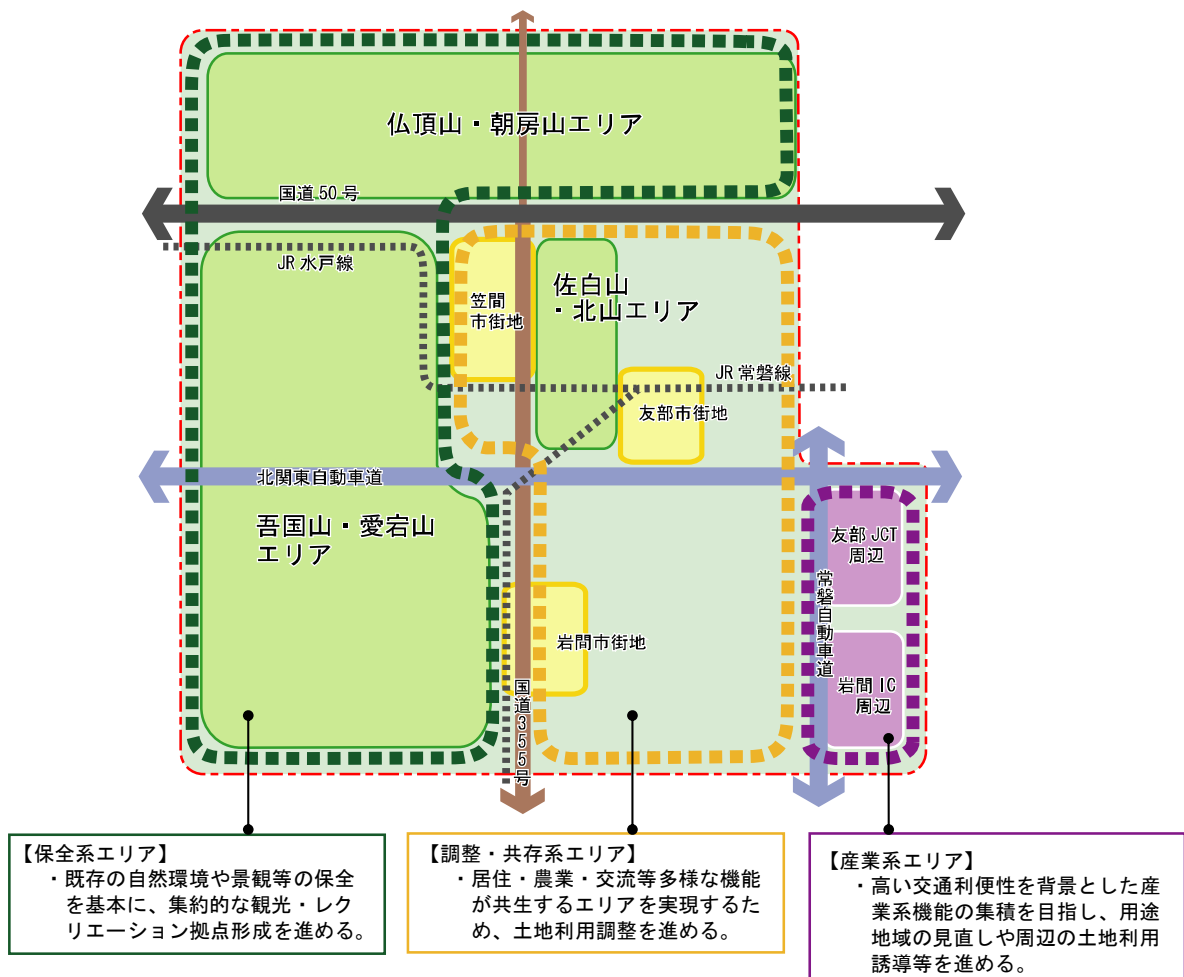 仏頂山・朝房山エリア
国道50号
JR水戸線
笠間
市街地
佐白山
・北山エリア
JR常磐線
友部市街地
北関東自動車道
吾国山・愛宕山
エリア
友部JCT
周辺
常磐自動車道
岩間市街地
岩間IC
周辺
国道355号
【保全系エリア】
・既存の自然環境や景観等の保全
を基本に、集約的な観光・レク
リエーション拠点形成を進める。
【調整・共存系エリア】
・居住・農業・交流等多様な機能
が共生するエリアを実現するた
め、土地利用調整を進める。
【産業系エリア】
・高い交通利便性を背景とした産
業系機能の集積を目指し、用途
地域の見直しや周辺の土地利用
誘導等を進める。